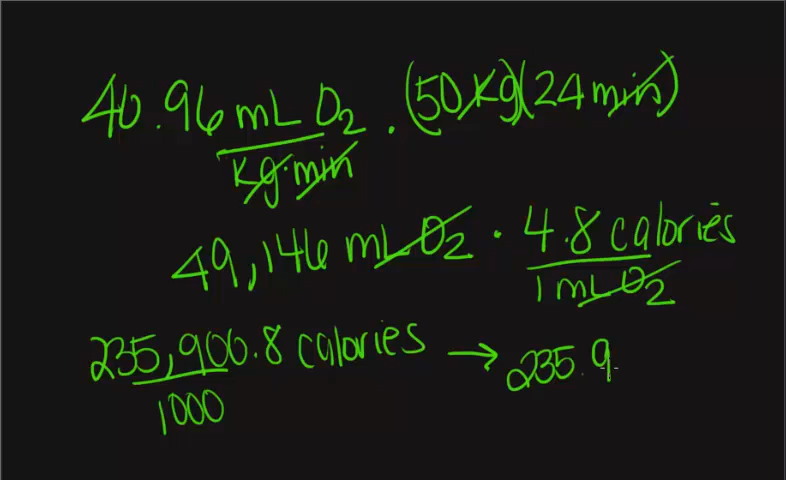 40.96 mL O₂ / kg·min · (50 kg)(24 min)
49,146 mL O₂ · 4.8 calories / 1 mL O₂
235,900.8 calories / 1000 → 235.9